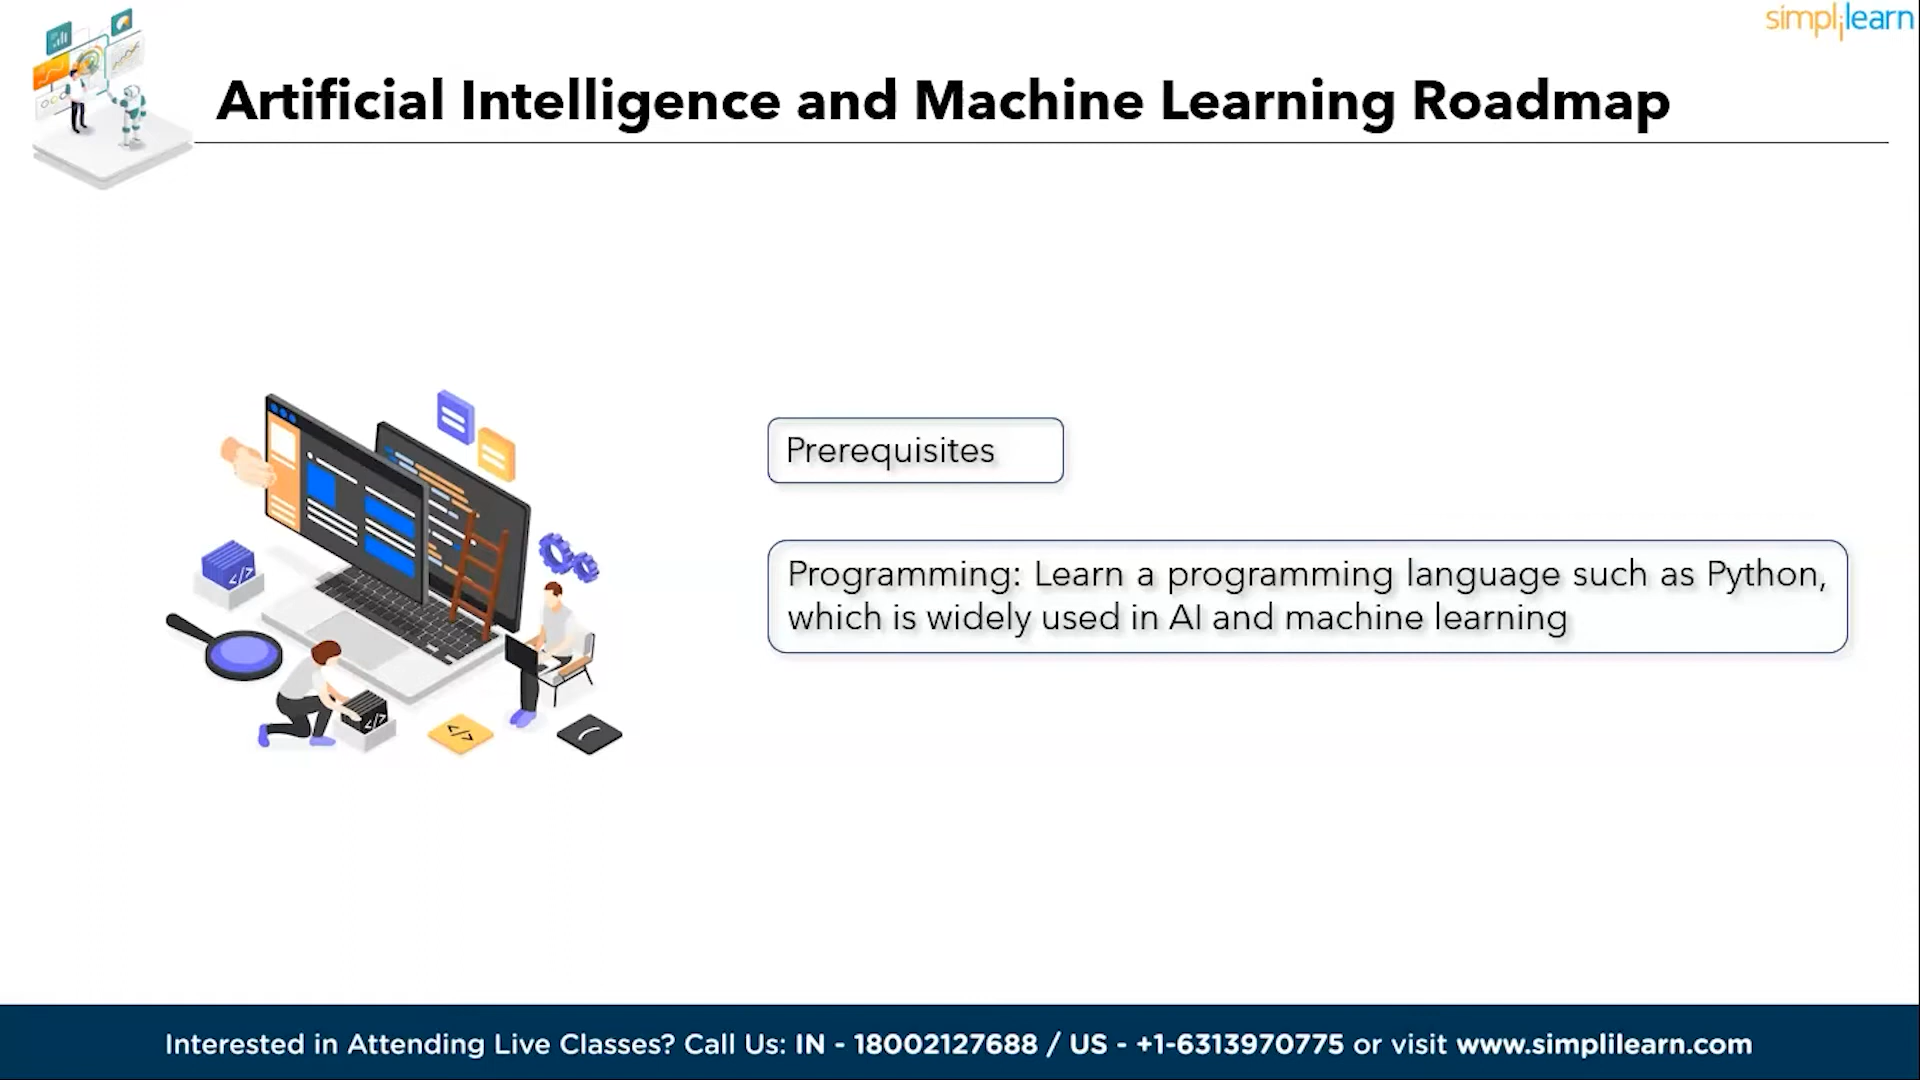 simplilearn
Artificial Intelligence and Machine Learning Roadmap
Prerequisites
Programming: Learn a programming language such as Python,
which is widely used in AI and machine learning
</>
</>
</>
Interested in Attending Live Classes? Call Us: IN - 18002127688 / US - +1-6313970775 or visit www.simplilearn.com